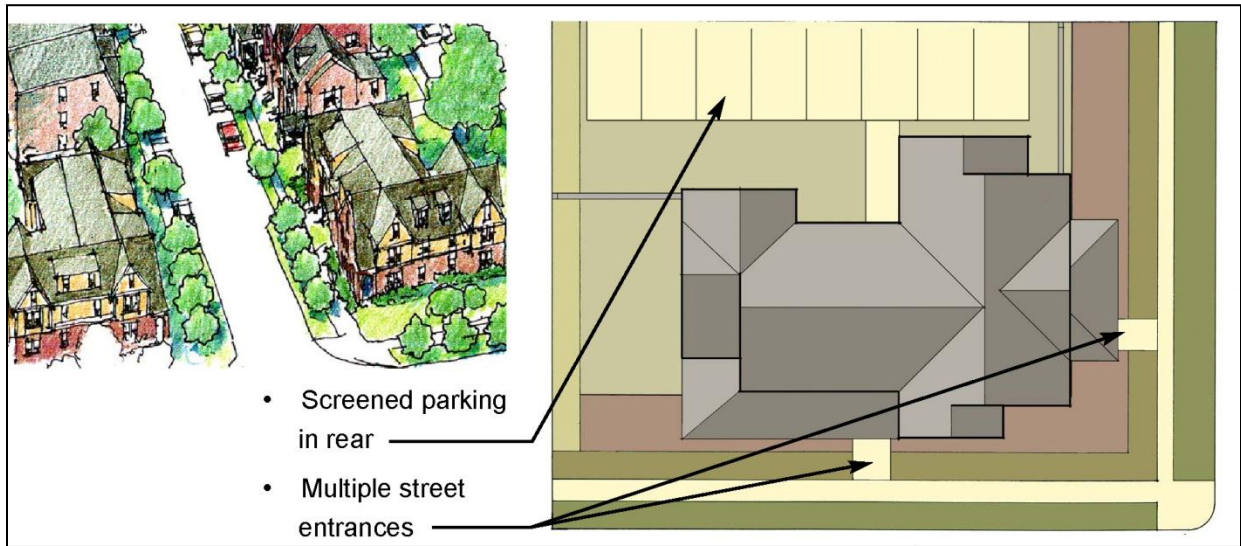 • Screened parking
in rear
• Multiple street
entrances